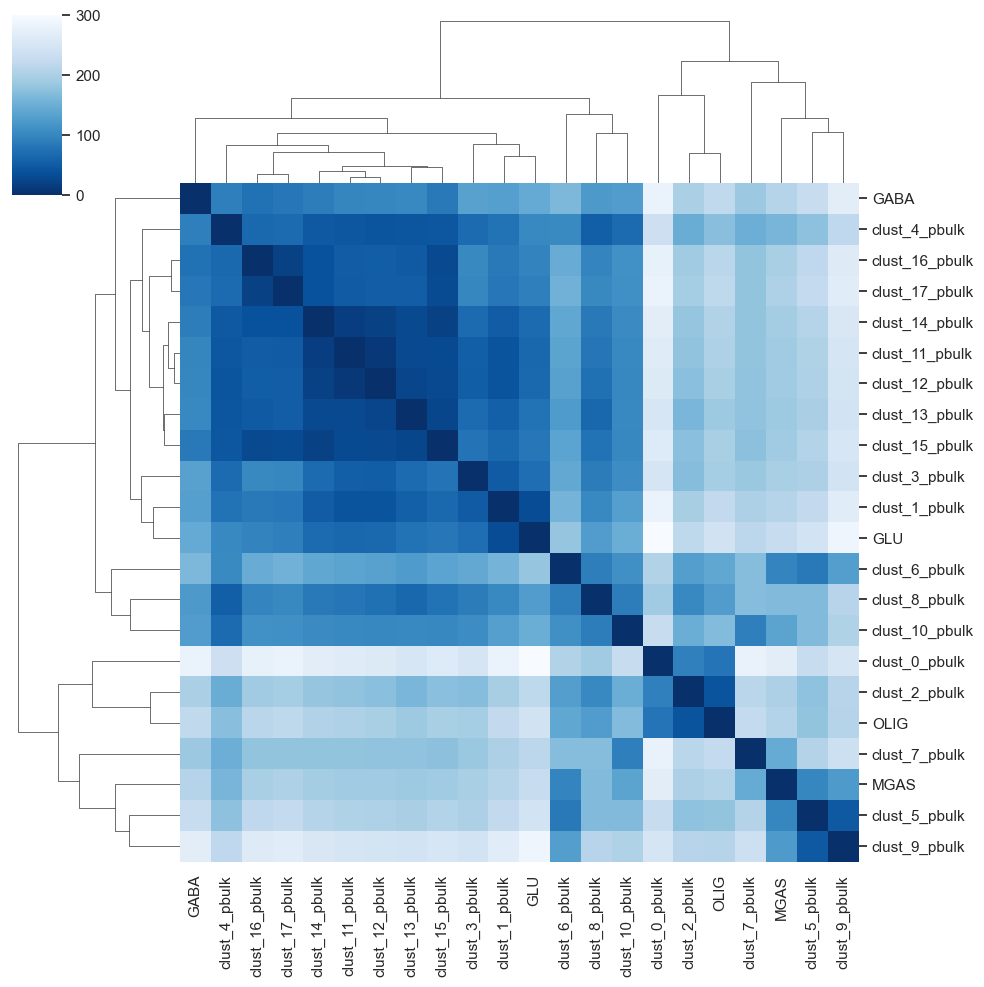 300
200
100
0
GABA
clust_4_pbulk
clust_16_pbulk
clust_17_pbulk
clust_14_pbulk
clust_11_pbulk
clust_12_pbulk
clust_13_pbulk
clust_15_pbulk
clust_3_pbulk
clust_1_pbulk
GLU
clust_6_pbulk
clust_8_pbulk
clust_10_pbulk
clust_0_pbulk
clust_2_pbulk
OLIG
clust_7_pbulk
MGAS
clust_5_pbulk
clust_9_pbulk
GABA
clust_4_pbulk
clust_16_pbulk
clust_17_pbulk
clust_14_pbulk
clust_11_pbulk
clust_12_pbulk
clust_13_pbulk
clust_15_pbulk
clust_3_pbulk
clust_1_pbulk
GLU
clust_6_pbulk
clust_8_pbulk
clust_10_pbulk
clust_0_pbulk
clust_2_pbulk
OLIG
clust_7_pbulk
MGAS
clust_5_pbulk
clust_9_pbulk